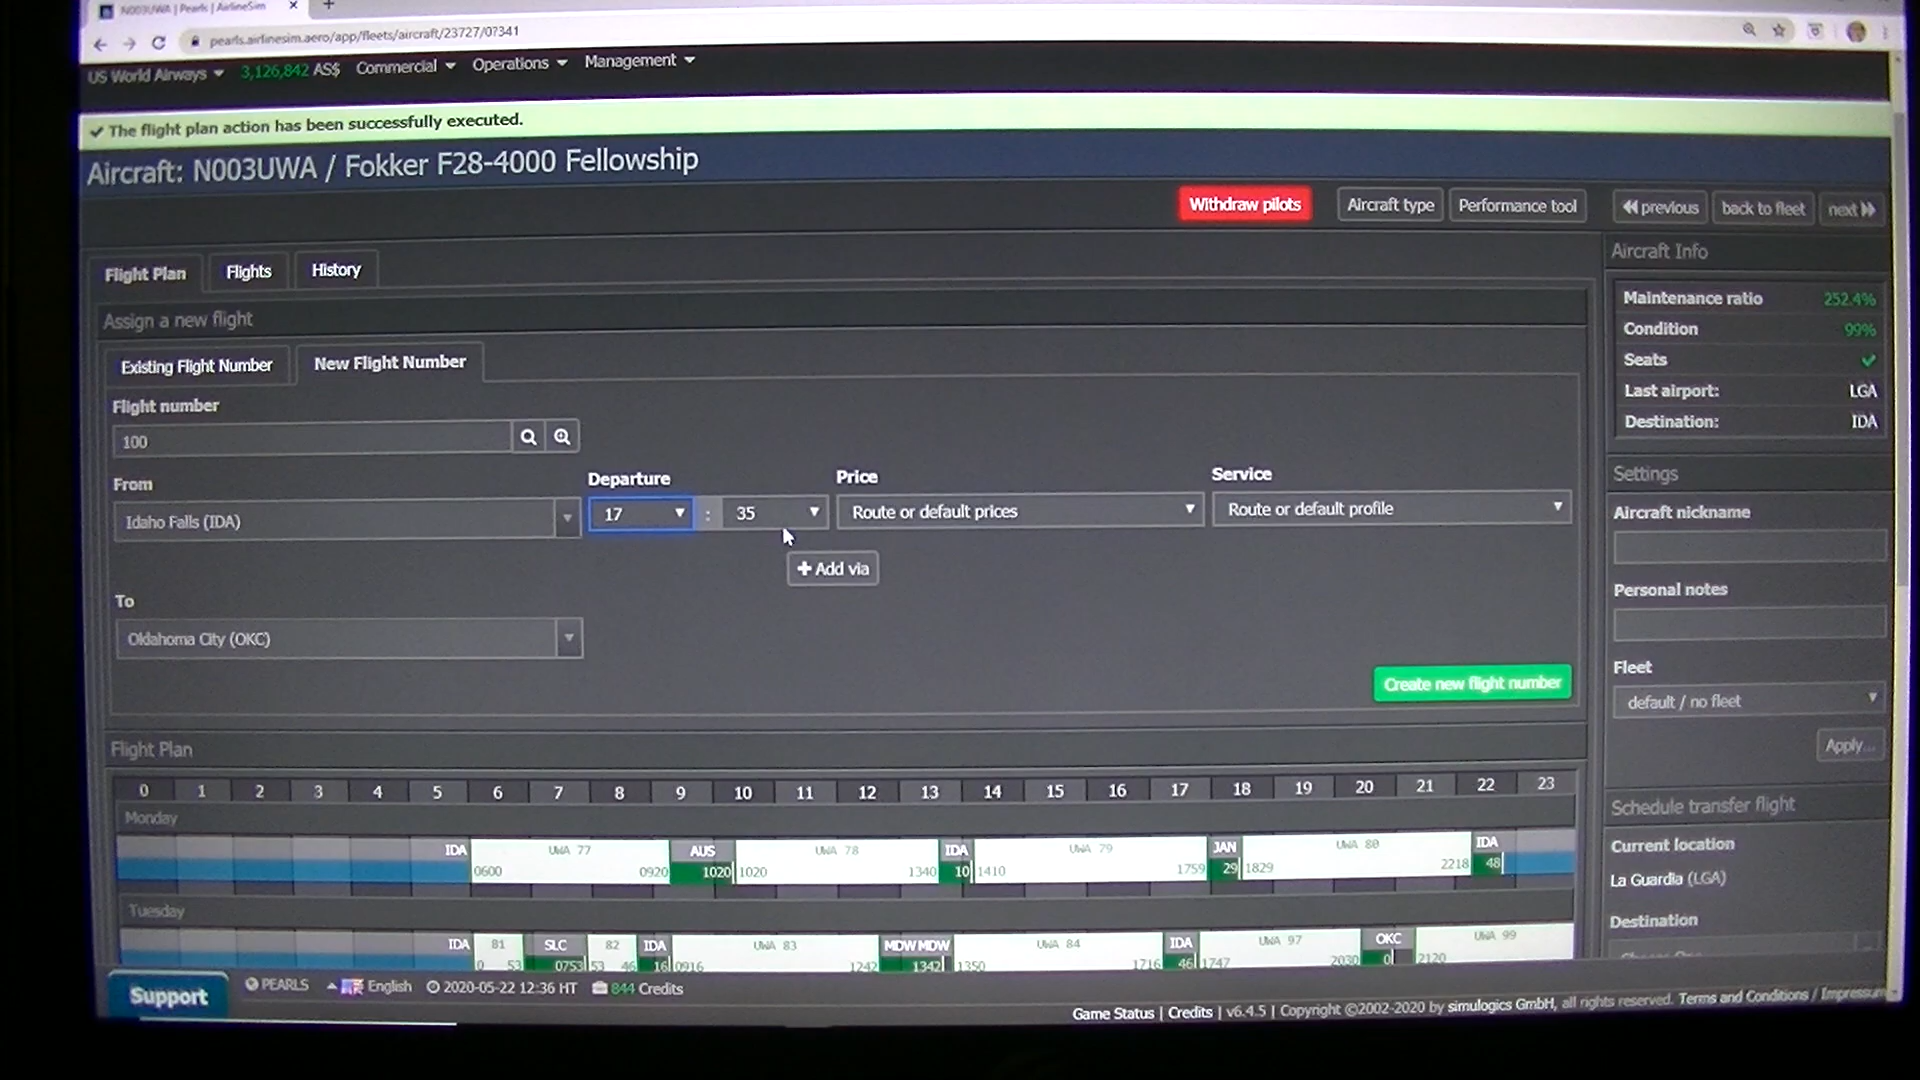 N003UWA | Pearls | AirlineSim
pearls.airlinesim.aero/app/fleets/aircraft/23727/0?341
US World Airways 3,126,842 AS$ Commercial Operations Management
The flight plan action has been successfully executed.
Aircraft: N003UWA / Fokker F28-4000 Fellowship
Withdraw pilots Aircraft type Performance tool previous back to fleet next
Flight Plan Flights History
Assign a new flight
Existing Flight Number New Flight Number
Flight number
100
From Departure Price Service
Idaho Falls (IDA) 17 : 35 Route or default prices Route or default profile
+ Add via
To
Oklahoma City (OKC)
Create new flight number
Flight Plan
0 1 2 3 4 5 6 7 8 9 10 11 12 13 14 15 16 17 18 19 20 21 22 23
Monday
IDA UWA 77 AUS UWA 78 IDA UWA 79 JAN UWA 80 IDA
0600 0920 1020 1020 1340 10 1410 1759 29 1829 2218 48
Tuesday
IDA 81 SLC 82 IDA UWA 83 MDW MDW UWA 84 IDA UWA 97 OKC UWA 99
0 53 0753 53 46 16 0916 1242 1342 1350 1716 46 1747 2030 0 2120
Aircraft Info
Maintenance ratio 252.4%
Condition 99%
Seats
Last airport: LGA
Destination: IDA
Settings
Aircraft nickname
Personal notes
Fleet
default / no fleet
Apply...
Schedule transfer flight
Current location
La Guardia (LGA)
Destination
Support PEARLS English 2020-05-22 12:36 HT 844 Credits
Game Status | Credits | v6.4.5 | Copyright ©2002-2020 by simulogics GmbH, all rights reserved. Terms and Conditions / Impressum